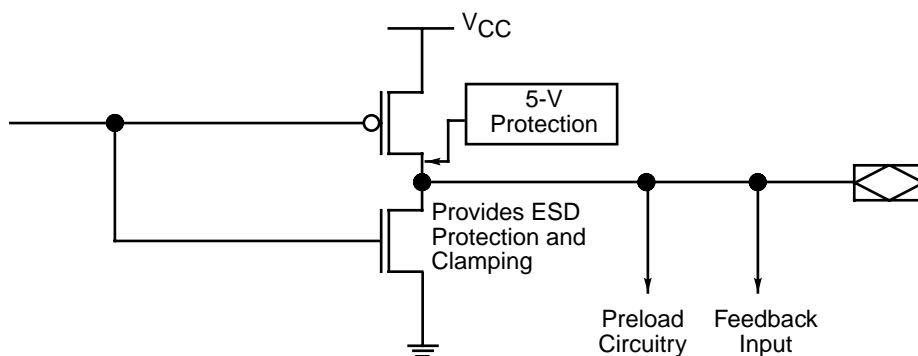 VCC
5-V
Protection
Provides ESD
Protection and
Clamping
Preload
Circuitry
Feedback
Input